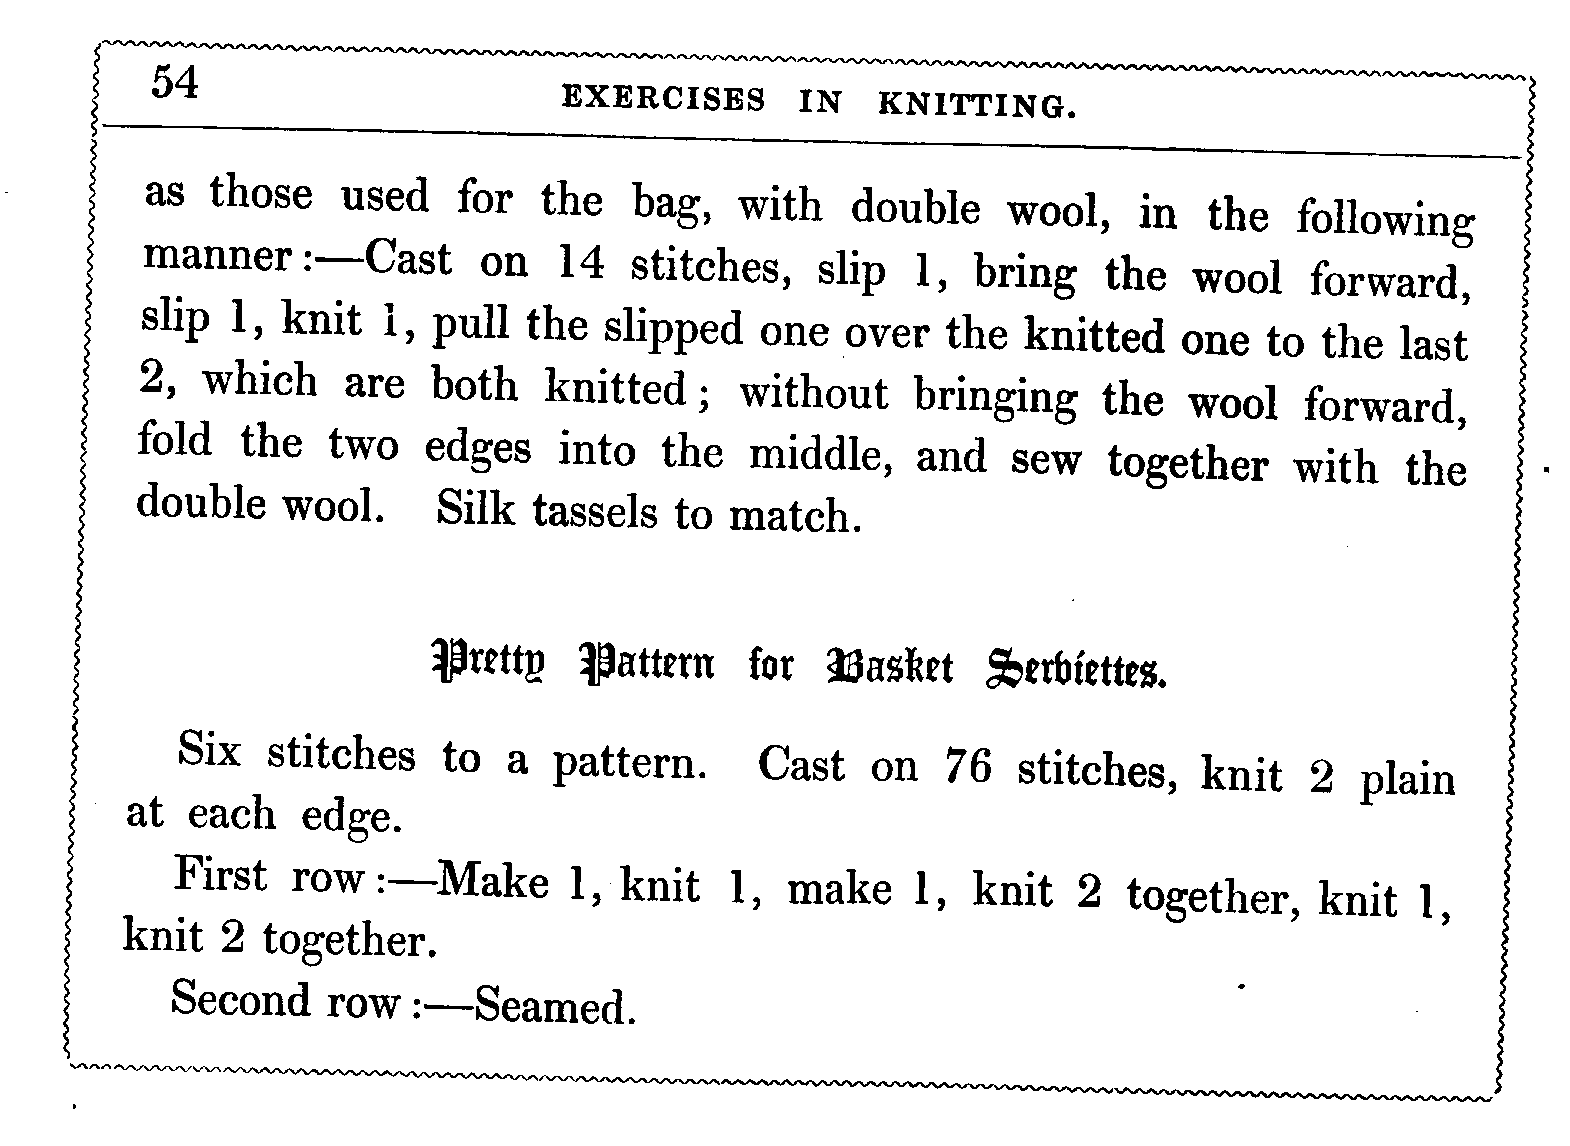 54
EXERCISES IN KNITTING.
as those used for the bag, with double wool, in the following
manner:—Cast on 14 stitches, slip 1, bring the wool forward,
slip 1, knit 1, pull the slipped one over the knitted one to the last
2, which are both knitted; without bringing the wool forward,
fold the two edges into the middle, and sew together with the
double wool. Silk tassels to match.
Pretty Pattern for Basket Serviettes.
Six stitches to a pattern. Cast on 76 stitches, knit 2 plain
at each edge.
First row:—Make 1, knit 1, make 1, knit 2 together, knit 1,
knit 2 together.
Second row:—Seamed.